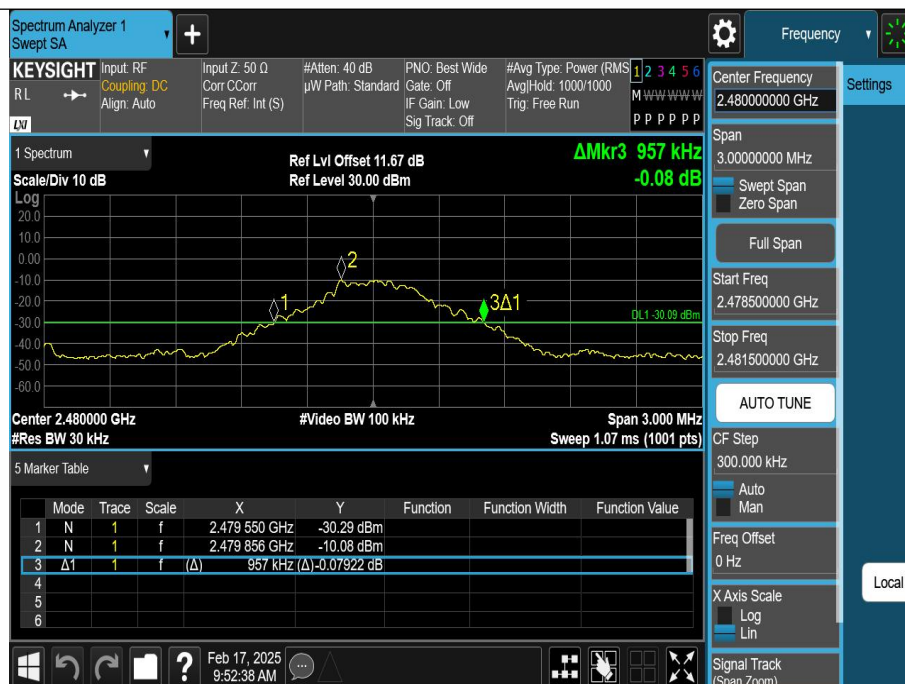 Spectrum Analyzer 1
Swept SA
+
Frequency
KEYSIGHT
RL
LXI
Input: RF
Coupling: DC
Align: Auto
Input Z: 50 Ω
Corr CCorr
Freq Ref: Int (S)
#Atten: 40 dB
µW Path: Standard
PNO: Best Wide
Gate: Off
IF Gain: Low
Sig Track: Off
#Avg Type: Power (RMS
Avg|Hold: 1000/1000
Trig: Free Run
1 2 3 4 5 6
M W W W W W
P P P P P P
1 Spectrum
Scale/Div 10 dB
Ref Lvl Offset 11.67 dB
Ref Level 30.00 dBm
ΔMkr3 957 kHz
-0.08 dB
Log
20.0
10.0
0.00
-10.0
-20.0
-30.0
-40.0
-50.0
-60.0
1
2
3Δ1
DL1 -30.09 dBm
Center 2.480000 GHz
#Video BW 100 kHz
Span 3.000 MHz
#Res BW 30 kHz
Sweep 1.07 ms (1001 pts)
5 Marker Table
Mode Trace Scale X Y Function Function Width Function Value
1 N 1 f 2.479 550 GHz -30.29 dBm
2 N 1 f 2.479 856 GHz -10.08 dBm
3 Δ1 1 f (Δ) 957 kHz (Δ) -0.07922 dB
4
5
6
?
Feb 17, 2025
9:52:38 AM
Center Frequency
2.480000000 GHz
Settings
Span
3.00000000 MHz
Swept Span
Zero Span
Full Span
Start Freq
2.478500000 GHz
Stop Freq
2.481500000 GHz
AUTO TUNE
CF Step
300.000 kHz
Auto
Man
Freq Offset
0 Hz
Local
X Axis Scale
Log
Lin
Signal Track
(Span Zoom)